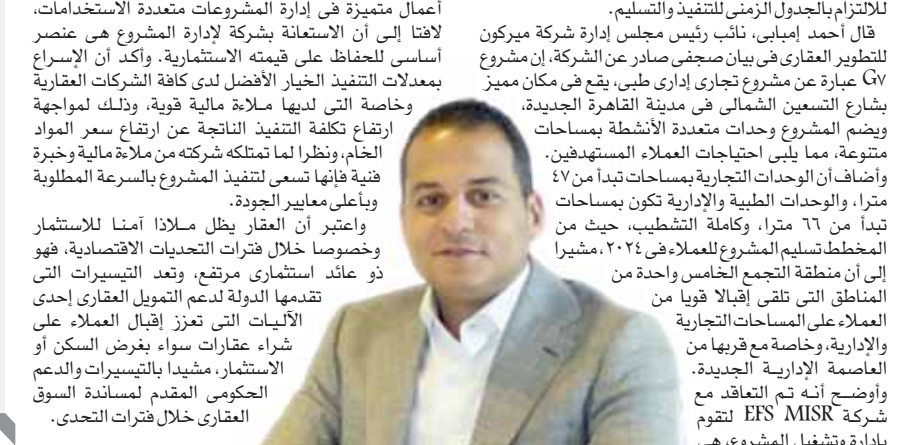 للالتزام بالجدول الزمنى للتنفيذ والتسليم.
قال أحمد إمبابى، نائب رئيس مجلس إدارة شركة ميركون
للتطوير العقارى فى بيان صحفى صادر عن الشركة، إن مشروع
G٧ عبارة عن مشروع تجارى إدارى طبى، يقع فى مكان مميز
بشارع التسعين الشمالى فى مدينة القاهرة الجديدة،
ويضم المشروع وحدات متعددة الأنشطة بمساحات
متنوعة، مما يلبى احتياجات العملاء المستهدفين.
وأضاف أن الوحدات التجارية بمساحات تبدأ من ٤٧
مترا، والوحدات الطبية والإدارية تكون بمساحات
تبدأ من ٦٦ مترا، وكاملة التشطيب، حيث من
المخطط تسليم المشروع للعملاء فى ٢٠٢٤، مشيرا
إلى أن منطقة التجمع الخامس واحدة من
المناطق التى تلقى إقبالا قويا من
العملاء على المساحات التجارية
والإدارية، وخاصة مع قربها من
العاصمة الإدارية الجديدة.
وأوضح أنه تم التعاقد مع
شركة EFS MISR لتقوم
بإدارة وتشغيل المشروع، هى
أعمال متميزة فى إدارة المشروعات متعددة الاستخدامات،
لافتا إلى أن الاستعانة بشركة لإدارة المشروع هى عنصر
أساسى للحفاظ على قيمته الاستثمارية. وأكد أن الإسراع
بمعدلات التنفيذ الخيار الأفضل لدى كافة الشركات العقارية
وخاصة التى لديها ملاءة مالية قوية، وذلك لمواجهة
ارتفاع تكلفة التنفيذ الناتجة عن ارتفاع سعر المواد
الخام، ونظرا لما تمتلكه شركته من ملاءة مالية وخبرة
فنية فإنها تسعى لتنفيذ المشروع بالسرعة المطلوبة
وبأعلى معايير الجودة.
واعتبر أن العقار يظل ملاذا آمنا للاستثمار
وخصوصا خلال فترات التحديات الاقتصادية، فهو
ذو عائد استثمارى مرتفع، وتعد التيسيرات التى
تقدمها الدولة لدعم التمويل العقارى إحدى
الآليات التى تعزز إقبال العملاء على
شراء عقارات سواء بغرض السكن أو
الاستثمار، مشيدا بالتيسيرات والدعم
الحكومى المقدم لمساندة السوق
العقارى خلال فترات التحدى.